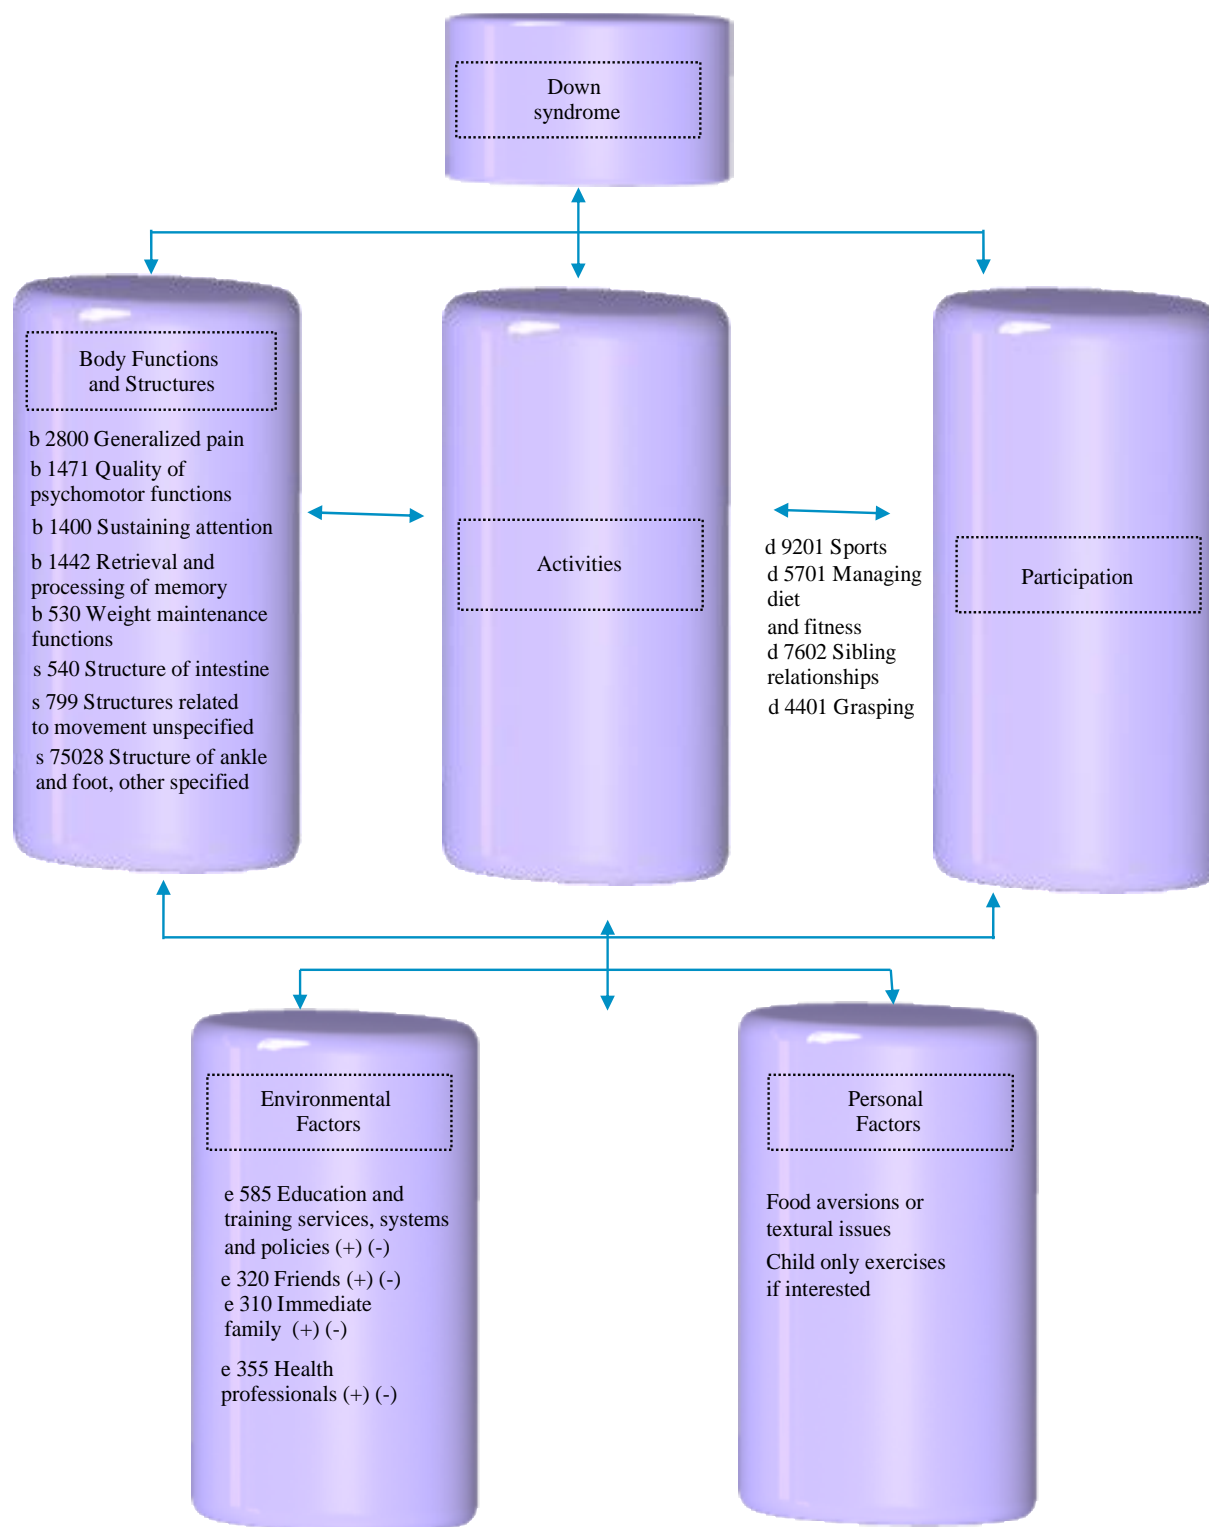 Down
syndrome
Body Functions
and Structures
b 2800 Generalized pain
b 1471 Quality of
psychomotor functions
b 1400 Sustaining attention
b 1442 Retrieval and
processing of memory
b 530 Weight maintenance
functions
s 540 Structure of intestine
s 799 Structures related
to movement unspecified
s 75028 Structure of ankle
and foot, other specified
Activities
d 9201 Sports
d 5701 Managing
diet
and fitness
d 7602 Sibling
relationships
d 4401 Grasping
Participation
Environmental
Factors
e 585 Education and
training services, systems
and policies (+) (-)
e 320 Friends (+) (-)
e 310 Immediate
family (+) (-)
e 355 Health
professionals (+) (-)
Personal
Factors
Food aversions or
textural issues
Child only exercises
if interested